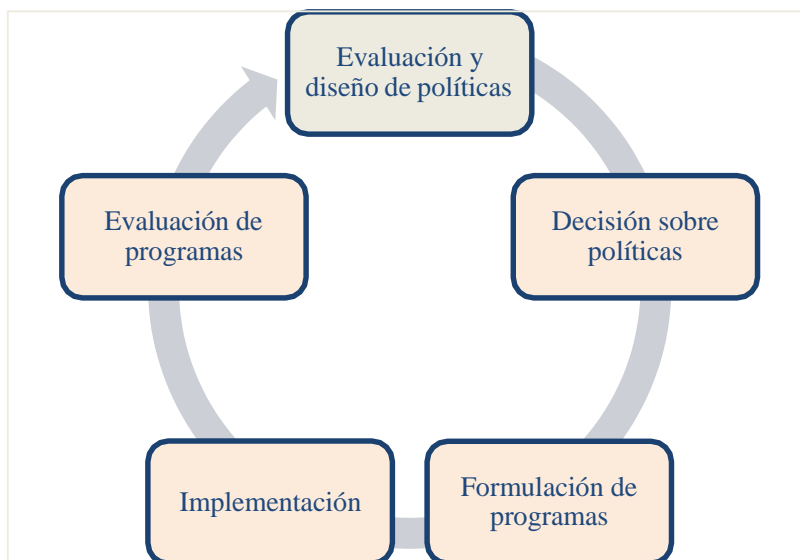 Evaluación y
diseño de políticas
Decisión sobre
políticas
Formulación de
programas
Implementación
Evaluación de
programas